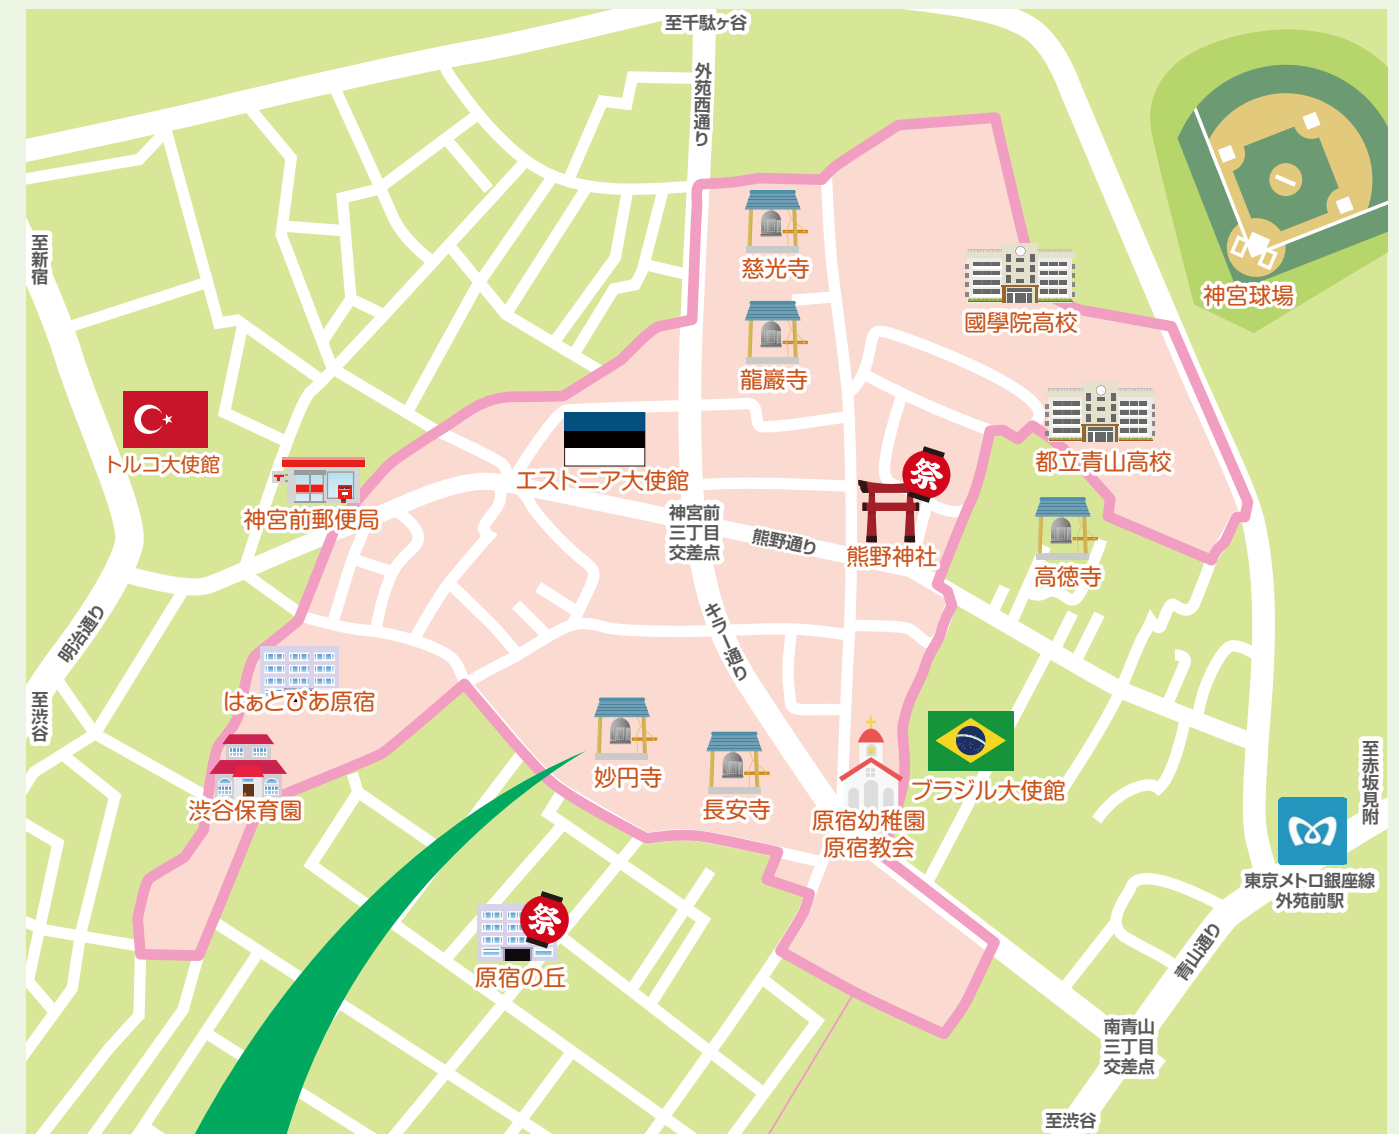 至千駄ヶ谷
外苑西通り
慈光寺
至新宿
神宮球場
國學院高校
龍巖寺
トルコ大使館
エストニア大使館
都立青山高校
祭
神宮前郵便局
神宮前
三丁目
交差点
熊野通り
熊野神社
高徳寺
明治通り
キラー通り
はぁとぴあ原宿
至渋谷
妙円寺
長安寺
ブラジル大使館
至赤坂見附
渋谷保育園
原宿幼稚園
原宿教会
東京メトロ銀座線
外苑前駅
祭
原宿の丘
青山通り
南青山
三丁目
交差点
至渋谷